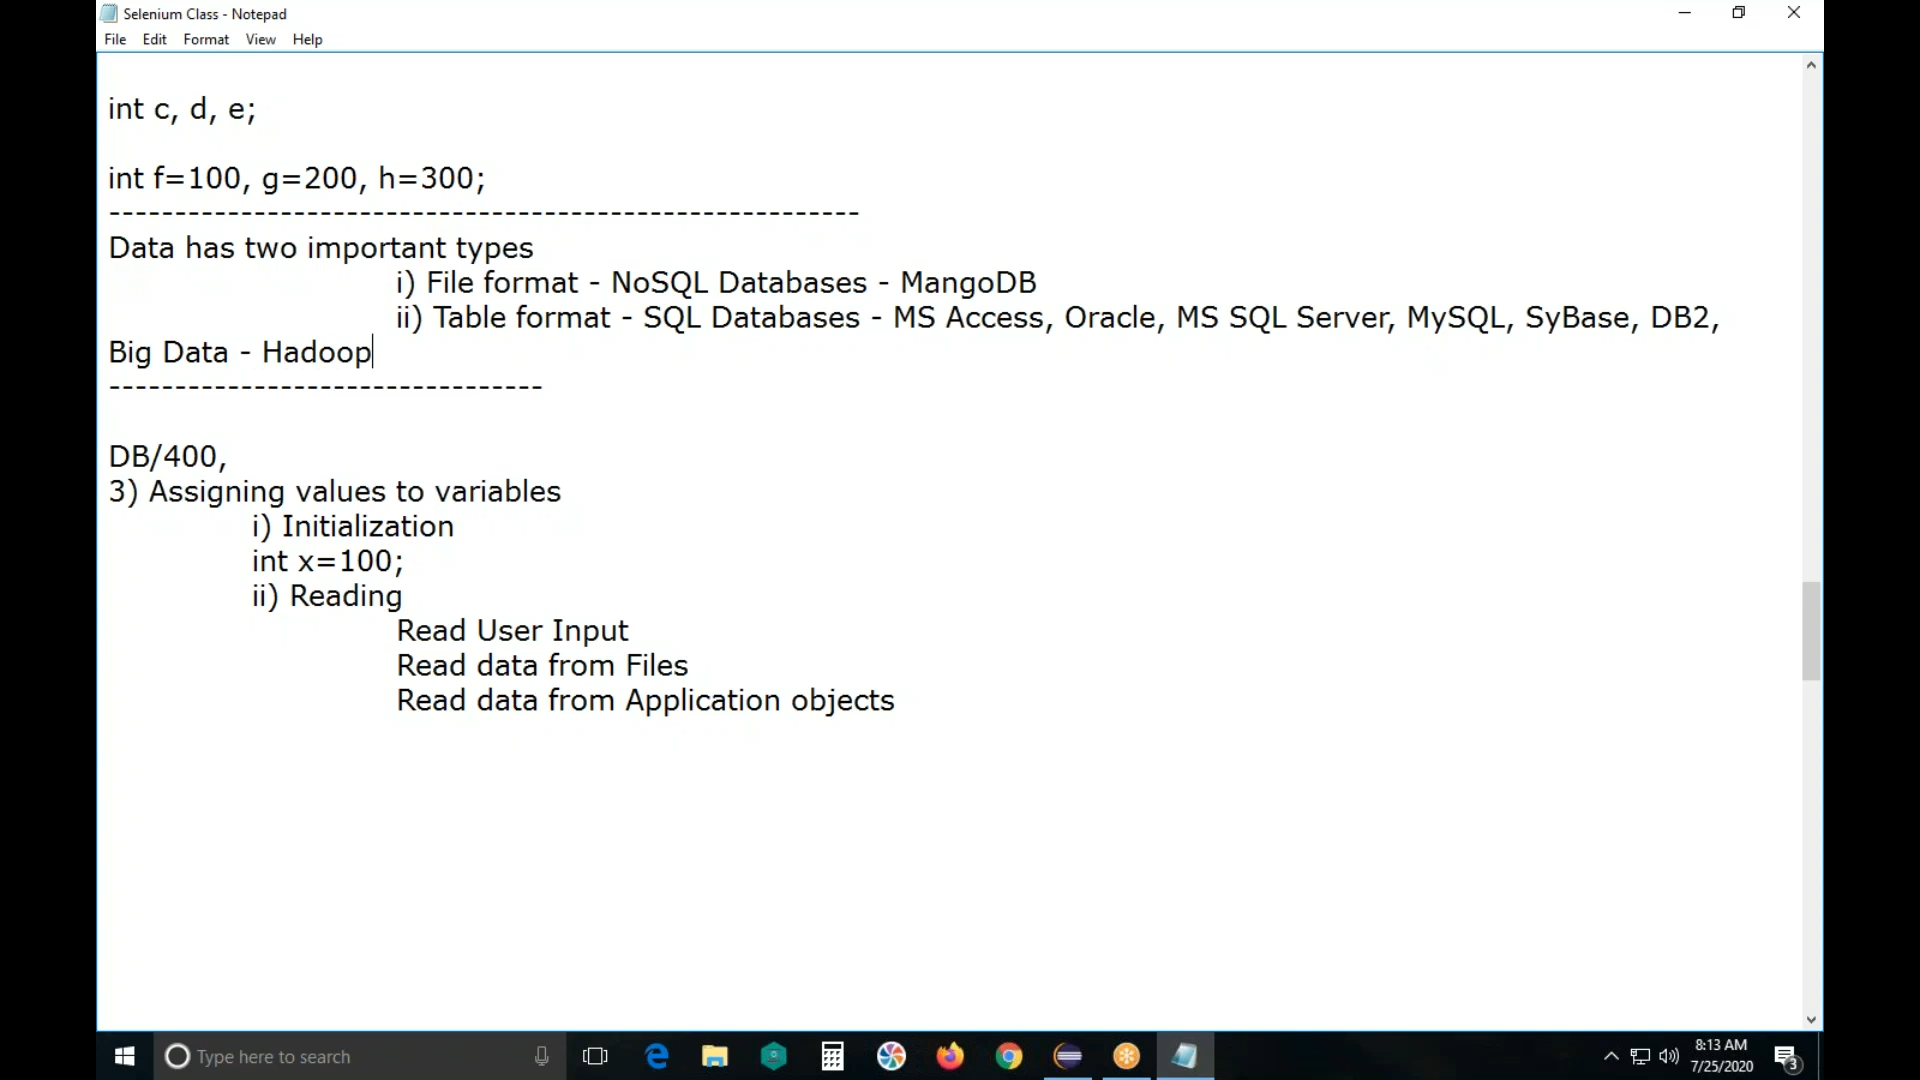 Selenium Class - Notepad
File Edit Format View Help
int c, d, e;
int f=100, g=200, h=300;
---------------------------------------------------------
Data has two important types
i) File format - NoSQL Databases - MangoDB
ii) Table format - SQL Databases - MS Access, Oracle, MS SQL Server, MySQL, SyBase, DB2,
Big Data - Hadoop
---------------------------------
DB/400,
3) Assigning values to variables
i) Initialization
int x=100;
ii) Reading
Read User Input
Read data from Files
Read data from Application objects
Type here to search
8:13 AM
7/25/2020
3